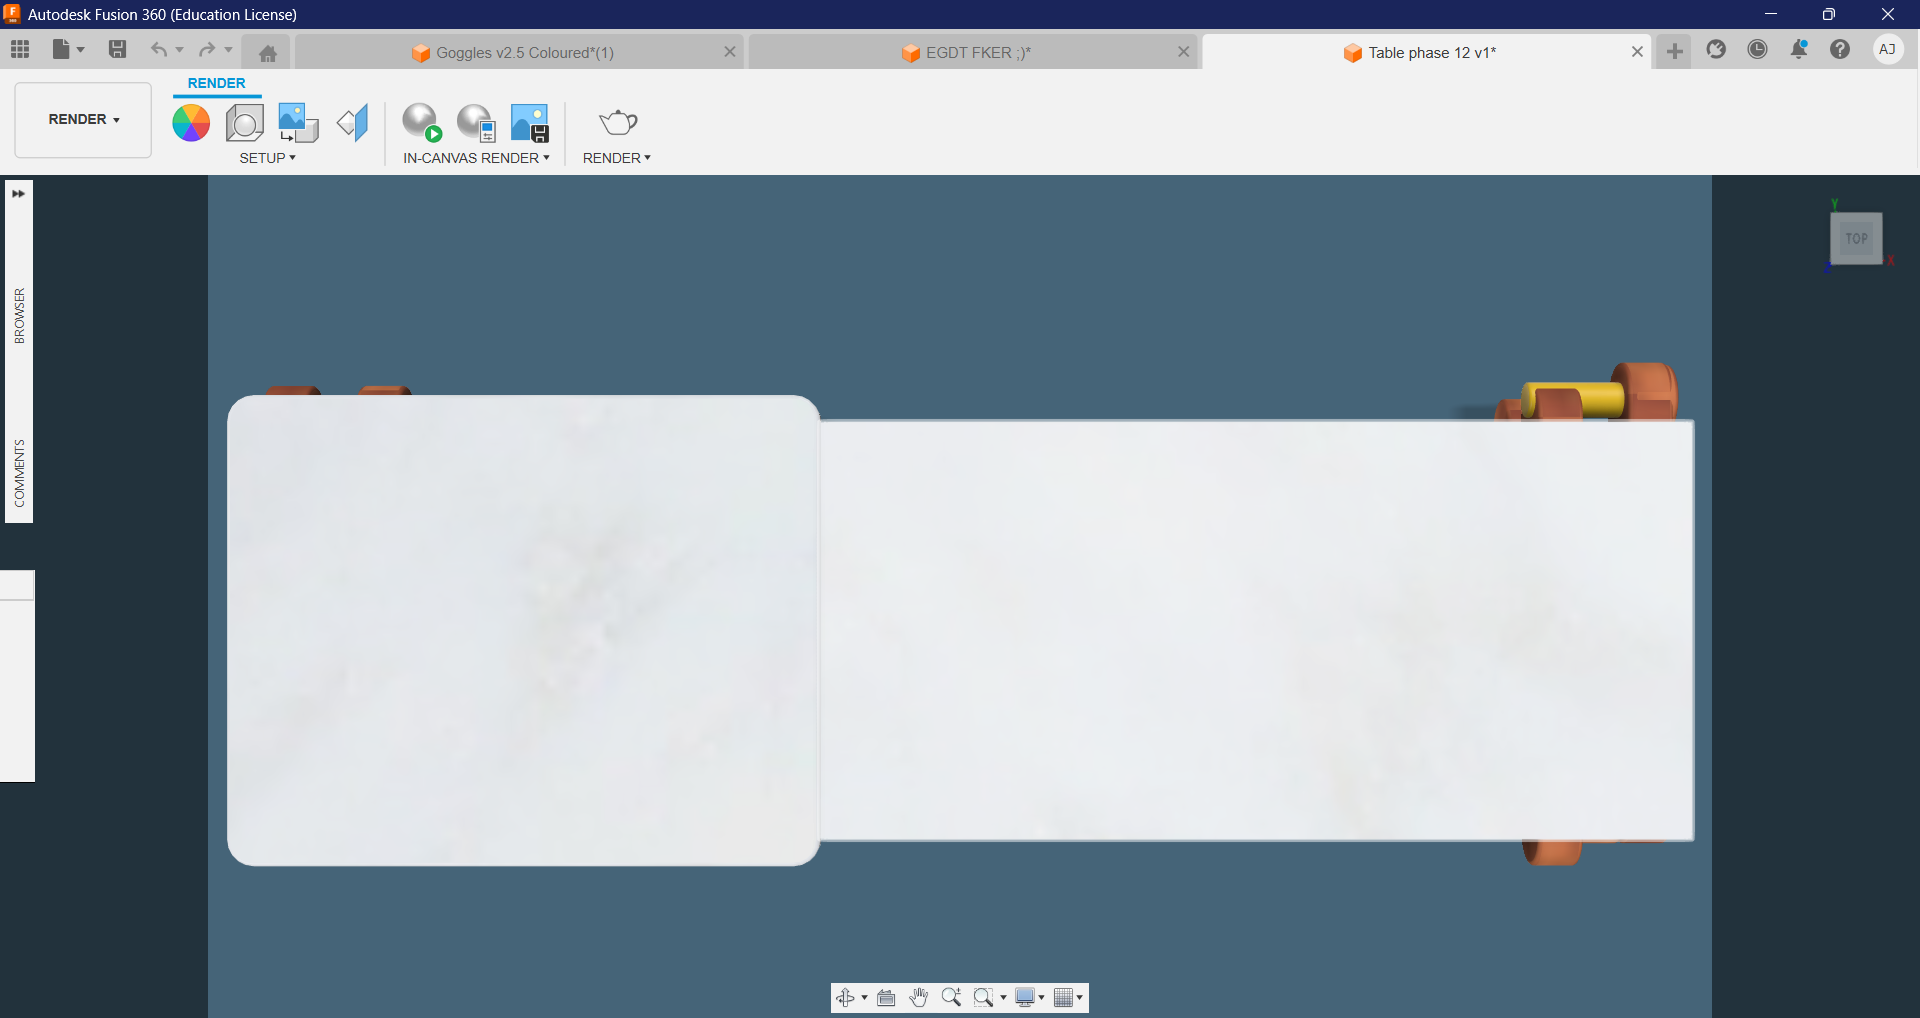 Autodesk Fusion 360 (Education License)
Goggles v2.5 Coloured*(1)
EGDT FKER ;)*
Table phase 12 v1*
AJ
RENDER
RENDER
SETUP
IN-CANVAS RENDER
RENDER
BROWSER
COMMENTS
Y
TOP
Z
X